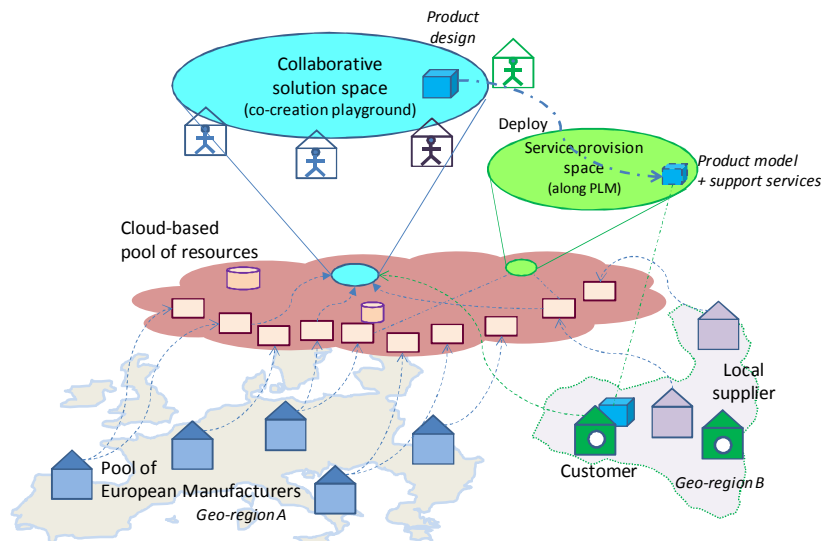 Product
design
Collaborative
solution space
(co-creation playground)
Deploy
Service provision
space
(along PLM)
Product model
+ support services
Cloud-based
pool of resources
Local
supplier
Pool of
European Manufacturers
Geo-region A
Customer
Geo-region B